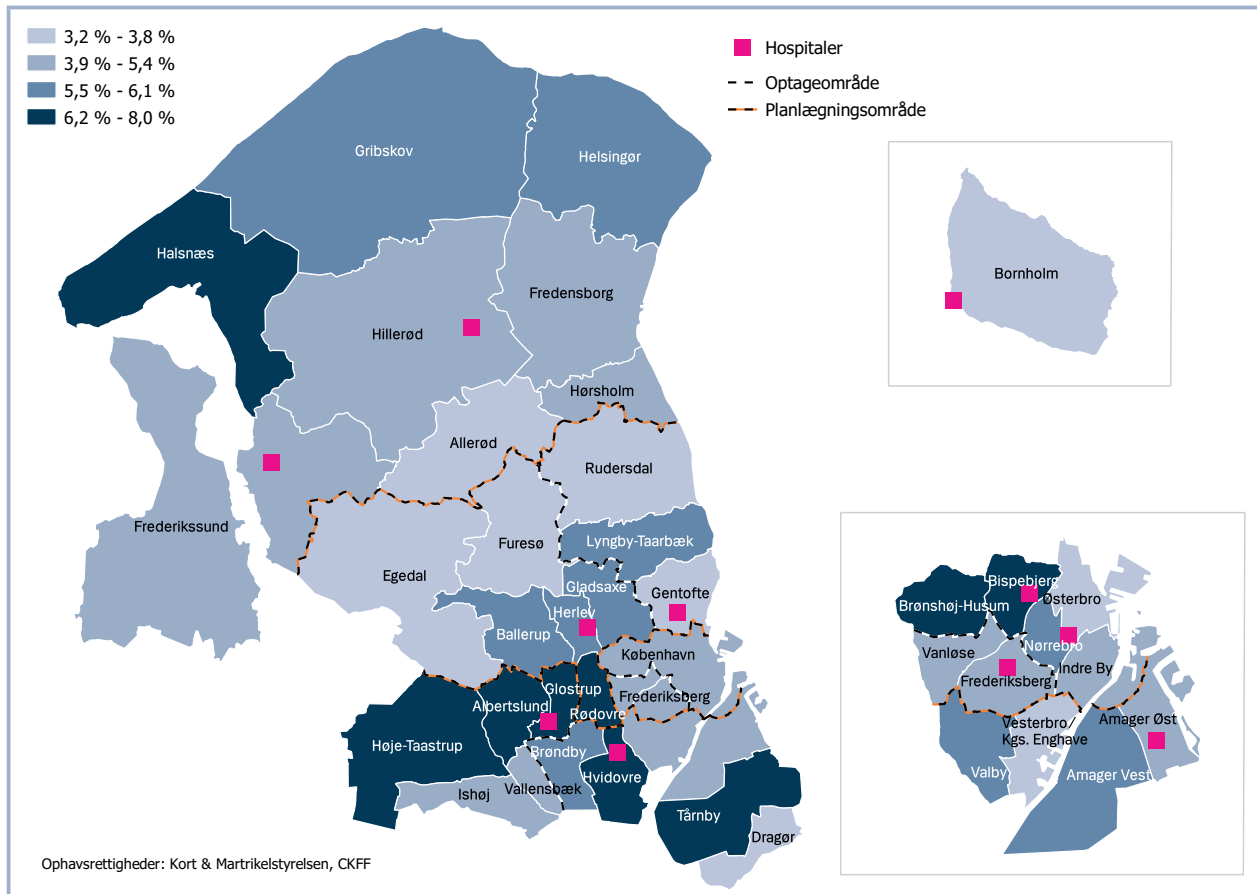 3,2 % - 3,8 %
3,9 % - 5,4 %
5,5 % - 6,1 %
6,2 % - 8,0 %
Hospitaler
Optageområde
Planlægningsområde
Gribskov
Helsingør
Halsnæs
Bornholm
Fredensborg
Hillerød
Hørsholm
Allerød
Rudersdal
Frederikssund
Furesø
Lyngby-Taarbæk
Egedal
Gladsaxe
Gentofte
Herlev
Ballerup
København
Glostrup
Frederiksberg
Albertslund
Rødovre
Høje-Taastrup
Brøndby
Hvidovre
Ishøj
Vallensbæk
Tårnby
Dragør
Bispebjerg
Brønshøj-Husum
Østerbro
Nørrebro
Vanløse
Indre By
Frederiksberg
Vesterbro/
Kgs. Enghave
Amager Øst
Valby
Amager Vest
Ophavsrettigheder: Kort & Martrikelstyrelsen, CKFF